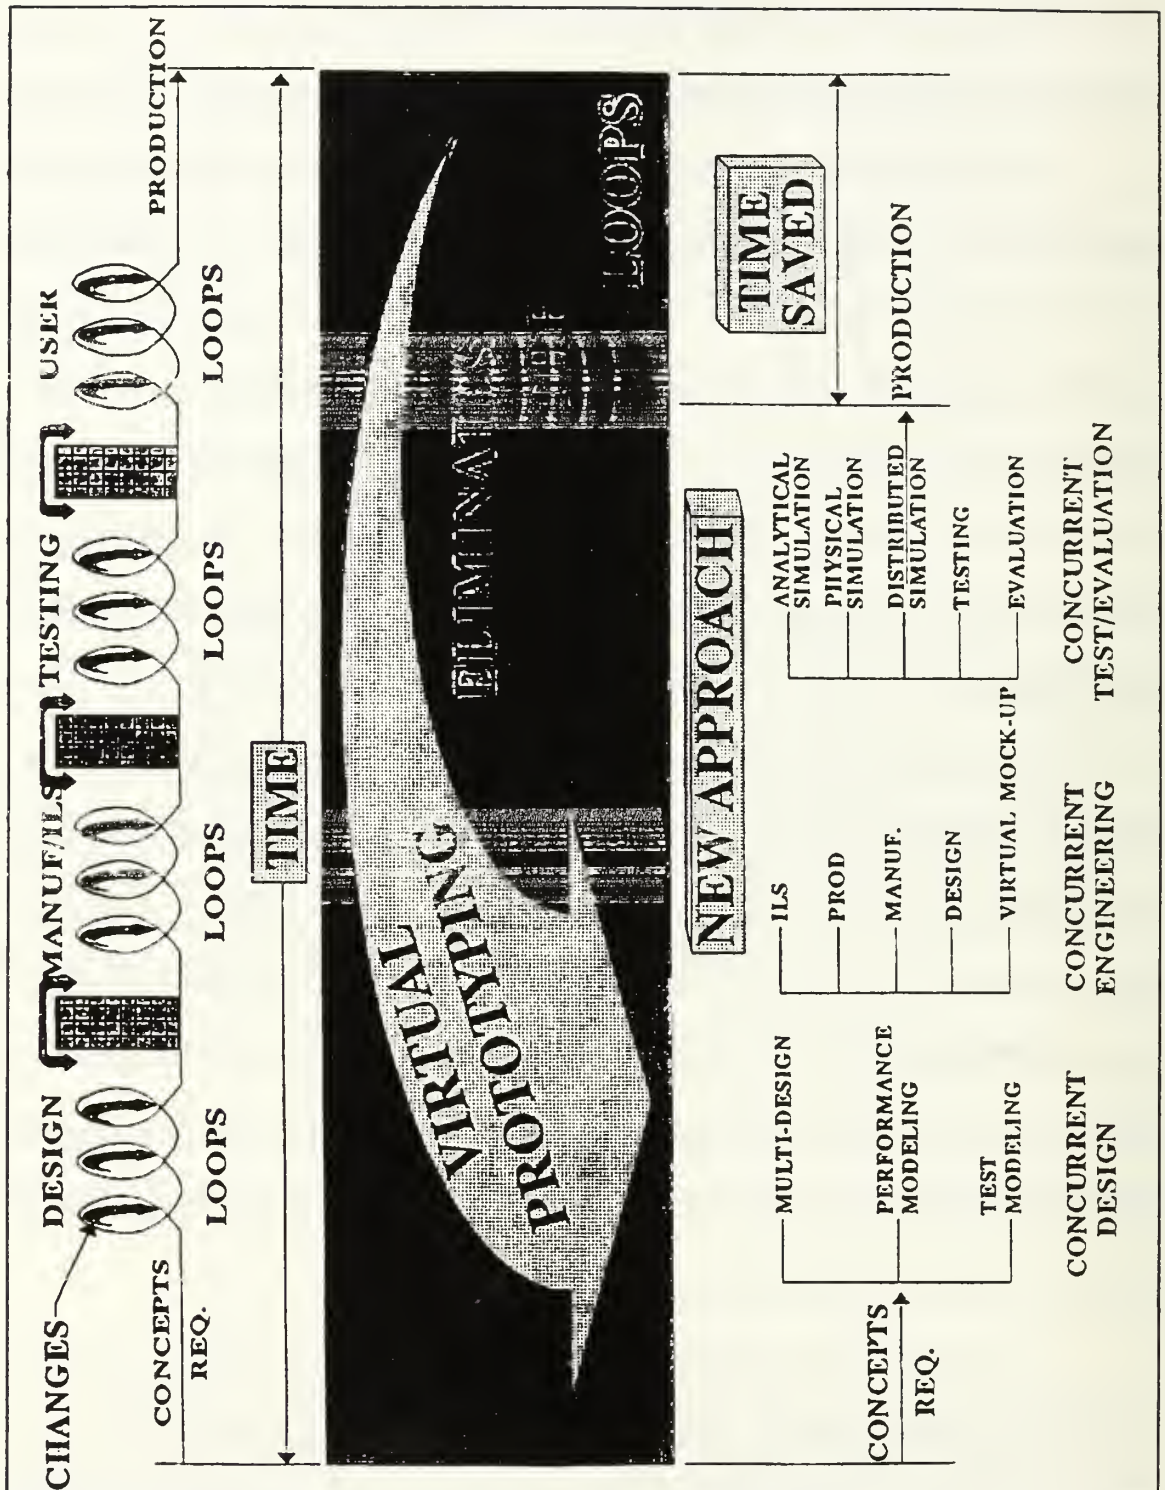 CHANGES
DESIGN
MANUF/ILS
TESTING
USER
CONCEPTS
REQ.
PRODUCTION
LOOPS
LOOPS
LOOPS
LOOPS
TIME
VIRTUAL
PROTOTYPING
ELIMINATES
THE
LOOPS
NEW APPROACH
TIME
SAVED
CONCEPTS
REQ.
MULTI-DESIGN
PERFORMANCE
MODELING
TEST
MODELING
ILS
PROD
MANUF.
DESIGN
VIRTUAL MOCK-UP
ANALYTICAL
SIMULATION
PHYSICAL
SIMULATION
DISTRIBUTED
SIMULATION
TESTING
EVALUATION
PRODUCTION
CONCURRENT
DESIGN
CONCURRENT
ENGINEERING
CONCURRENT
TEST/EVALUATION